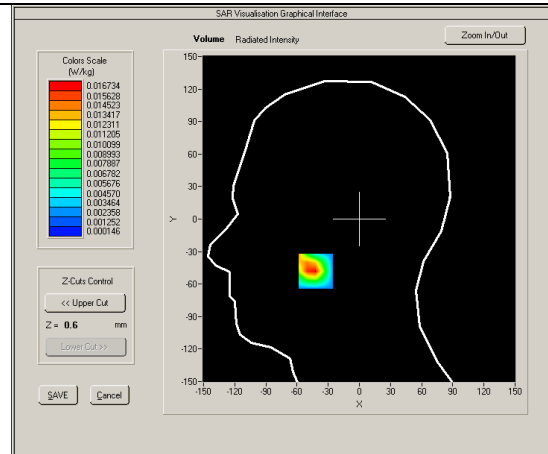 SAR Visualisation Graphical Interface
Volume Radiated Intensity
Zoom In/Out
Colors Scale
(W/kg)
0.016734
0.015628
0.014523
0.013417
0.012311
0.011205
0.010099
0.008993
0.007887
0.006782
0.005676
0.004570
0.003464
0.002358
0.001252
0.000146
Z-Cuts Control
<< Upper Cut
Z = 0.6 mm
Lower Cut >>
SAVE Cancel
150-
120-
90-
60-
30-
0-
-30-
-60-
-90-
-120-
-150-
Y
-150 -120 -90 -60 -30 0 30 60 90 120 150
X